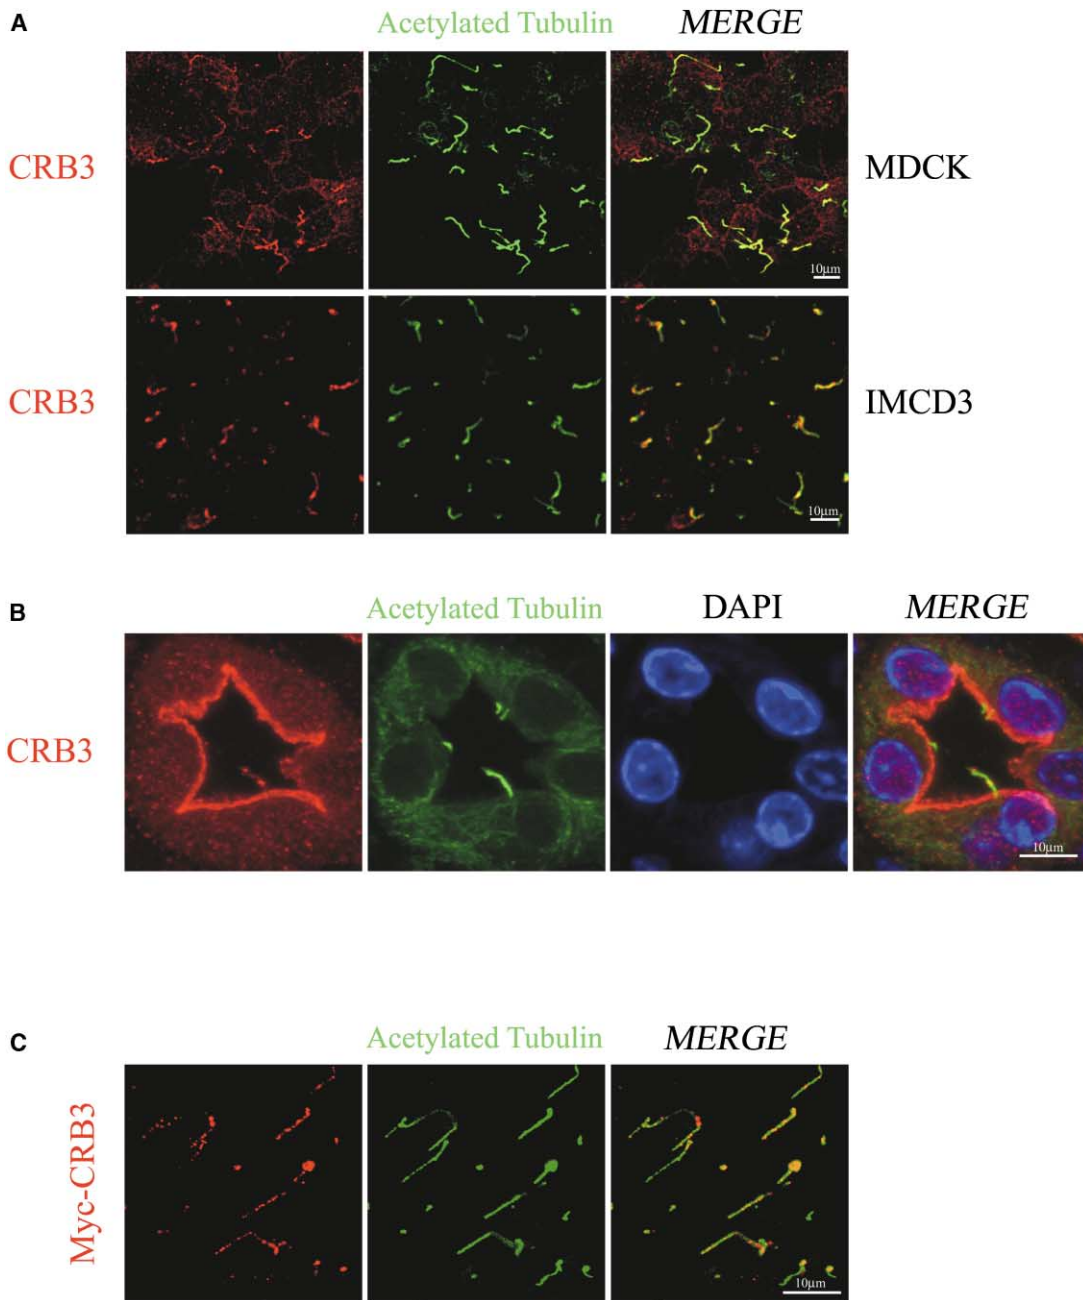 A
Acetylated Tubulin MERGE
CRB3
MDCK
10µm
CRB3
IMCD3
10µm
B
Acetylated Tubulin DAPI MERGE
CRB3
10µm
C
Acetylated Tubulin MERGE
Myc-CRB3
10µm